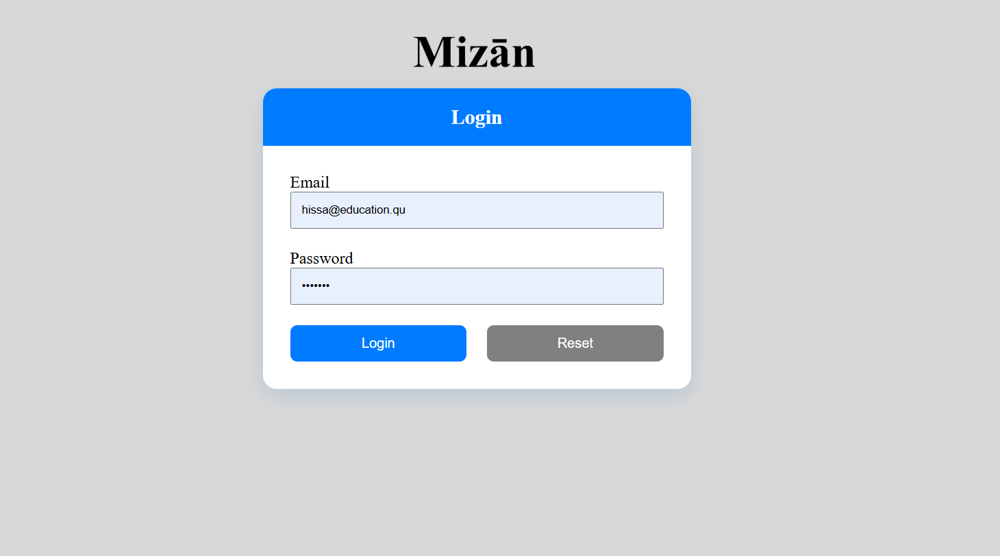 Mizān
Login
Email
hissa@education.qu
Password
•••••••
Login Reset